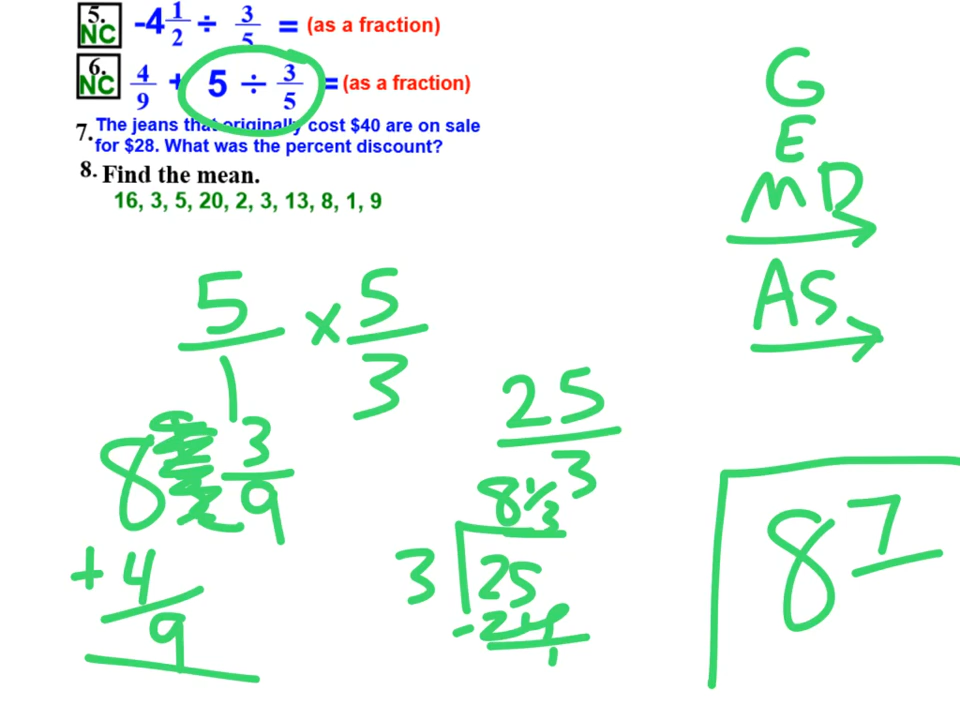 5. NC -4 1/2 ÷ 3/5 = (as a fraction)
6. NC 4/9 + 5 ÷ 3/5 = (as a fraction)
7. The jeans that originally cost $40 are on sale
for $28. What was the percent discount?
8. Find the mean.
16, 3, 5, 20, 2, 3, 13, 8, 1, 9
G
E
MD
AS
5/1 x 5/3
25/3
8 3/9
+ 4/9
8 1/3
3 25
- 24
1
8 7